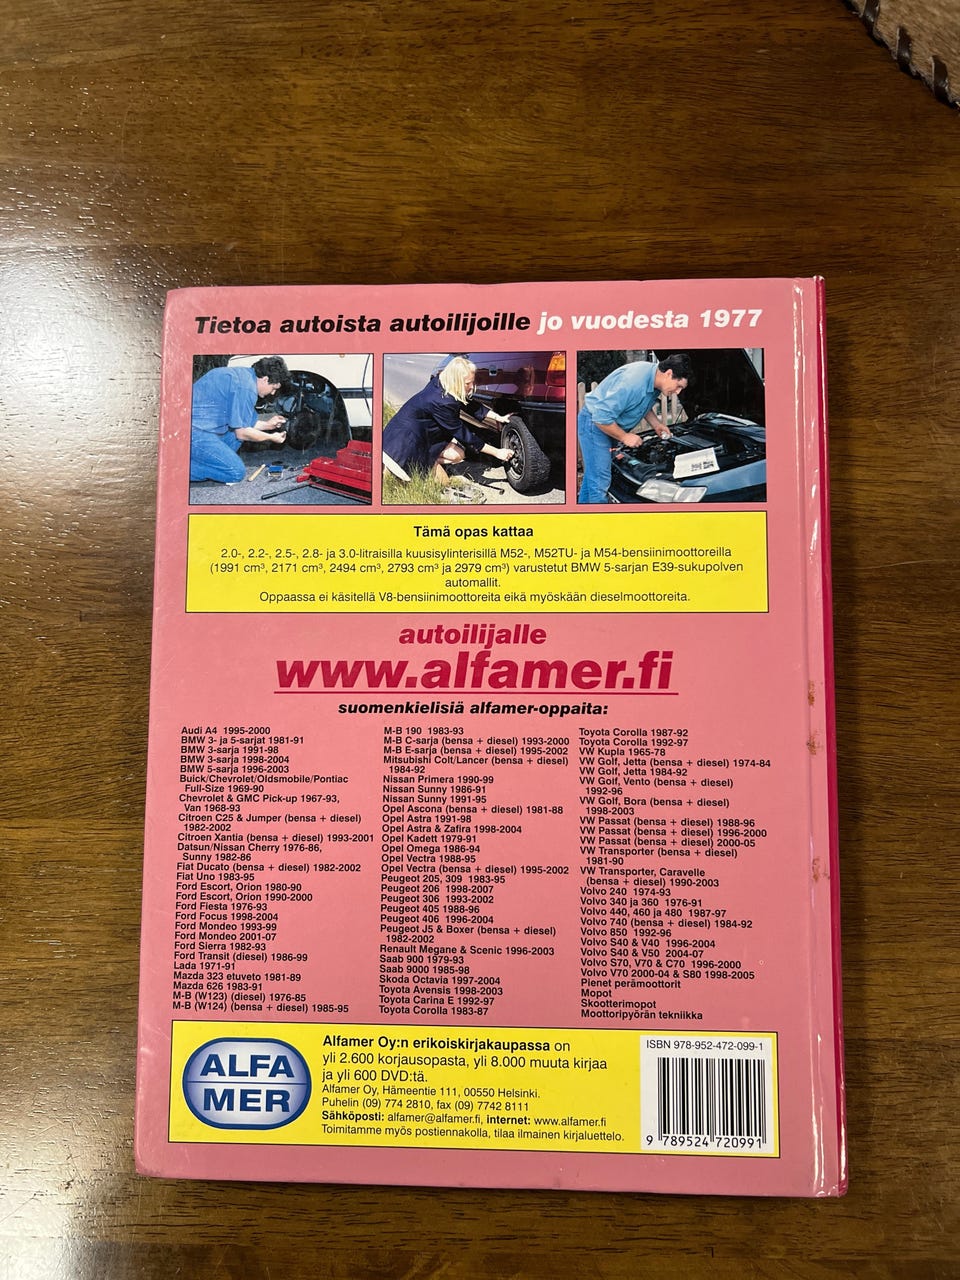 Tietoa autoista autoilijoille jo vuodesta 1977
Tämä opas kattaa
2.0-, 2.2-, 2.5-, 2.8- ja 3.0-litraisilla kuusisylinterisillä M52-, M52TU- ja M54-bensiinimoottoreilla
(1991 cm³, 2171 cm³, 2494 cm³, 2793 cm³ ja 2979 cm³) varustetut BMW 5-sarjan E39-sukupolven
automallit.
Oppaassa ei käsitellä V8-bensiinimoottoreita eikä myöskään dieselmoottoreita.
autoilijalle
www.alfamer.fi
suomenkielisiä alfamer-oppaita:
Audi A4 1995-2000
BMW 3- ja 5-sarjat 1981-91
BMW 3-sarja 1991-98
BMW 3-sarja 1998-2004
BMW 5-sarja 1996-2003
Buick/Chevrolet/Oldsmobile/Pontiac
Full-Size 1969-90
Chevrolet & GMC Pick-up 1967-93,
Van 1968-93
Citroen C25 & Jumper (bensa + diesel)
1982-2002
Citroen Xantia (bensa + diesel) 1993-2001
Datsun/Nissan Cherry 1976-86,
Sunny 1982-86
Fiat Ducato (bensa + diesel) 1982-2002
Fiat Uno 1983-95
Ford Escort, Orion 1980-90
Ford Escort, Orion 1990-2000
Ford Fiesta 1976-93
Ford Focus 1998-2004
Ford Mondeo 1993-99
Ford Mondeo 2001-07
Ford Sierra 1982-93
Ford Transit (diesel) 1986-99
Lada 1971-91
Mazda 323 etuveto 1981-89
Mazda 626 1983-91
M-B (W123) (diesel) 1976-85
M-B (W124) (bensa + diesel) 1985-95
M-B 190 1983-93
M-B C-sarja (bensa + diesel) 1993-2000
M-B E-sarja (bensa + diesel) 1995-2002
Mitsubishi Colt/Lancer (bensa + diesel)
1984-92
Nissan Primera 1990-99
Nissan Sunny 1986-91
Nissan Sunny 1991-95
Opel Ascona (bensa + diesel) 1981-88
Opel Astra 1991-98
Opel Astra & Zafira 1998-2004
Opel Kadett 1979-91
Opel Omega 1986-94
Opel Vectra 1988-95
Opel Vectra (bensa + diesel) 1995-2002
Peugeot 205, 309 1983-95
Peugeot 206 1998-2007
Peugeot 306 1993-2002
Peugeot 405 1988-96
Peugeot 406 1996-2004
Peugeot J5 & Boxer (bensa + diesel)
1982-2002
Renault Megane & Scenic 1996-2003
Saab 900 1979-93
Saab 9000 1985-98
Skoda Octavia 1997-2004
Toyota Avensis 1998-2003
Toyota Carina E 1992-97
Toyota Corolla 1983-87
Toyota Corolla 1987-92
Toyota Corolla 1992-97
VW Kupla 1965-78
VW Golf, Jetta (bensa + diesel) 1974-84
VW Golf, Jetta 1984-92
VW Golf, Vento (bensa + diesel)
1992-96
VW Golf, Bora (bensa + diesel)
1998-2003
VW Passat (bensa + diesel) 1988-96
VW Passat (bensa + diesel) 1996-2000
VW Passat (bensa + diesel) 2000-05
VW Transporter (bensa + diesel)
1981-90
VW Transporter, Caravelle
(bensa + diesel) 1990-2003
Volvo 240 1974-93
Volvo 340 ja 360 1976-91
Volvo 440, 460 ja 480 1987-97
Volvo 740 (bensa + diesel) 1984-92
Volvo 850 1992-96
Volvo S40 & V40 1996-2004
Volvo S40 & V50 2004-07
Volvo S70, V70 & C70 1996-2000
Volvo V70 2000-04 & S80 1998-2005
Pienet perämoottorit
Mopot
Skootterimopot
Moottoripyörän tekniikka
ALFA
MER
Alfamer Oy:n erikoiskirjakaupassa on
yli 2.600 korjausopasta, yli 8.000 muuta kirjaa
ja yli 600 DVD:tä.
Alfamer Oy, Hämeentie 111, 00550 Helsinki.
Puhelin (09) 774 2810, fax (09) 7742 8111
Sähköposti: alfamer@alfamer.fi, internet: www.alfamer.fi
Toimitamme myös postiennakolla, tilaa ilmainen kirjaluettelo.
ISBN 978-952-472-099-1
9 789524 720991